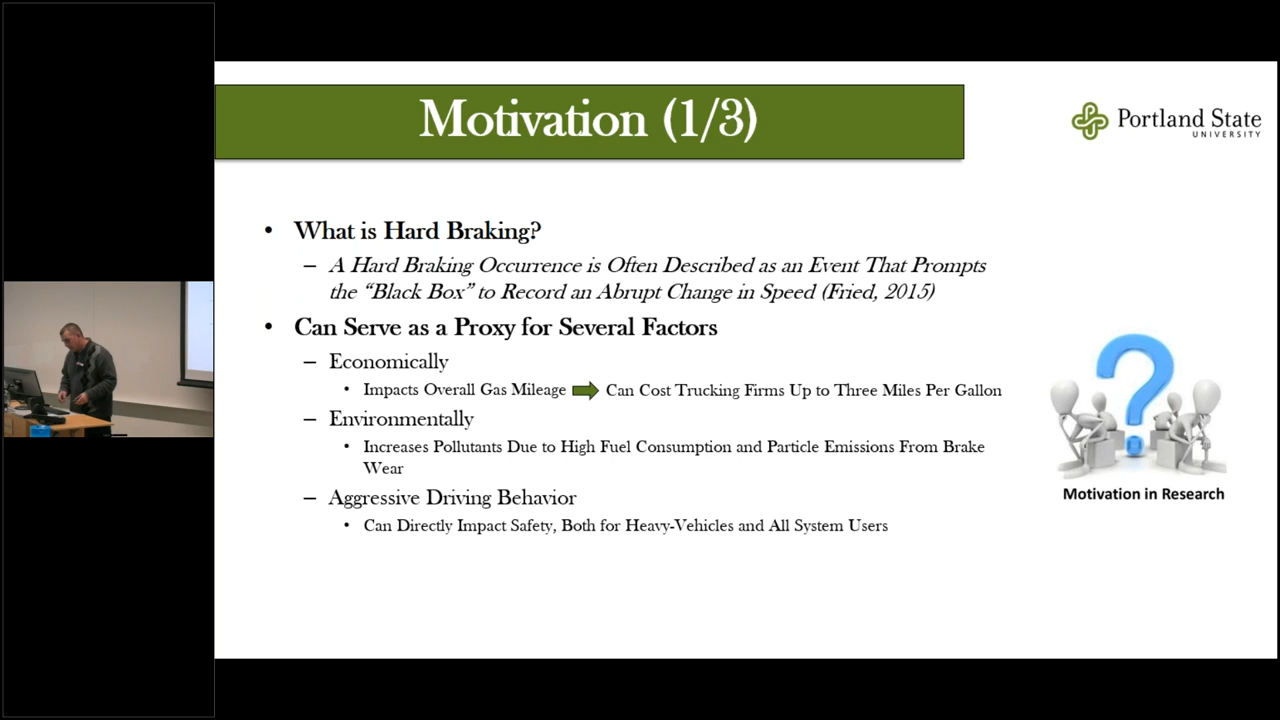 Motivation (1/3)
Portland State
UNIVERSITY
• What is Hard Braking?
– A Hard Braking Occurrence is Often Described as an Event That Prompts
the “Black Box” to Record an Abrupt Change in Speed (Fried, 2015)
• Can Serve as a Proxy for Several Factors
– Economically
• Impacts Overall Gas Mileage Can Cost Trucking Firms Up to Three Miles Per Gallon
– Environmentally
• Increases Pollutants Due to High Fuel Consumption and Particle Emissions From Brake
Wear
– Aggressive Driving Behavior
• Can Directly Impact Safety, Both for Heavy-Vehicles and All System Users
Motivation in Research